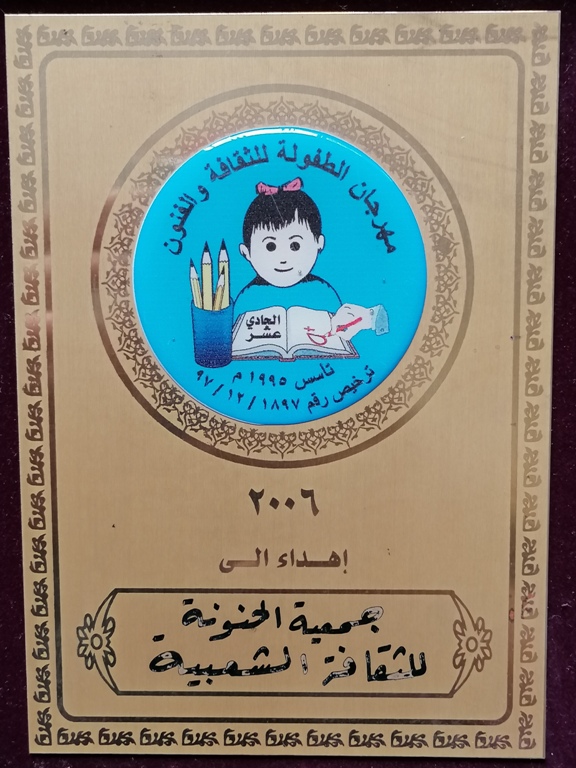 مهرجان الطفولة للثقافة والفنون
الحادي
عشر
تأسس ١٩٩٥ م
ترخيص رقم ١٨٩٧ / ١٢ / ٩٧
٢٠٠٦
إهداء الى
جمعية الحنونة
للثقافة الشعبية